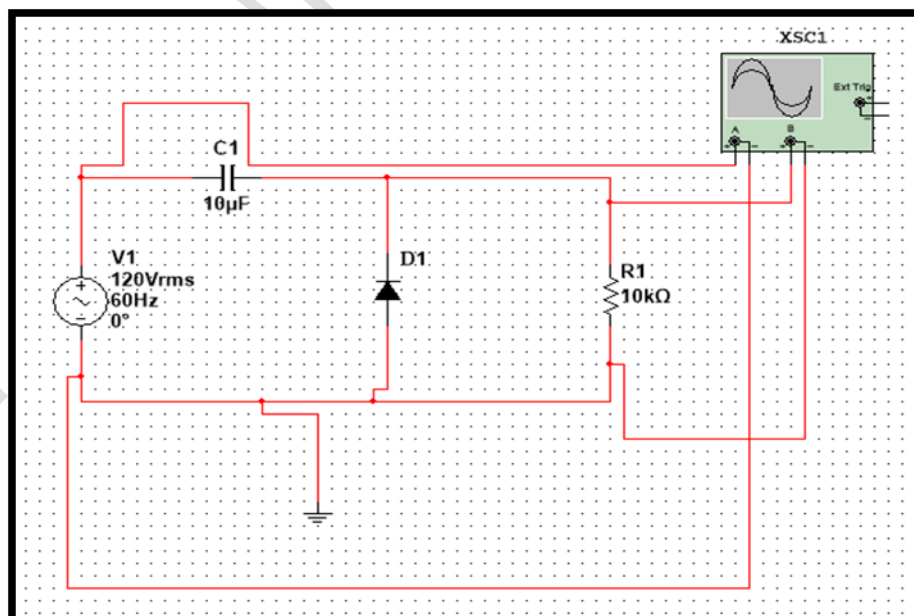 XSC1
Ext Trig
+
−
A
B
+ − + −
C1
10µF
V1
120Vrms
60Hz
0°
+
−
D1
R1
10kΩ